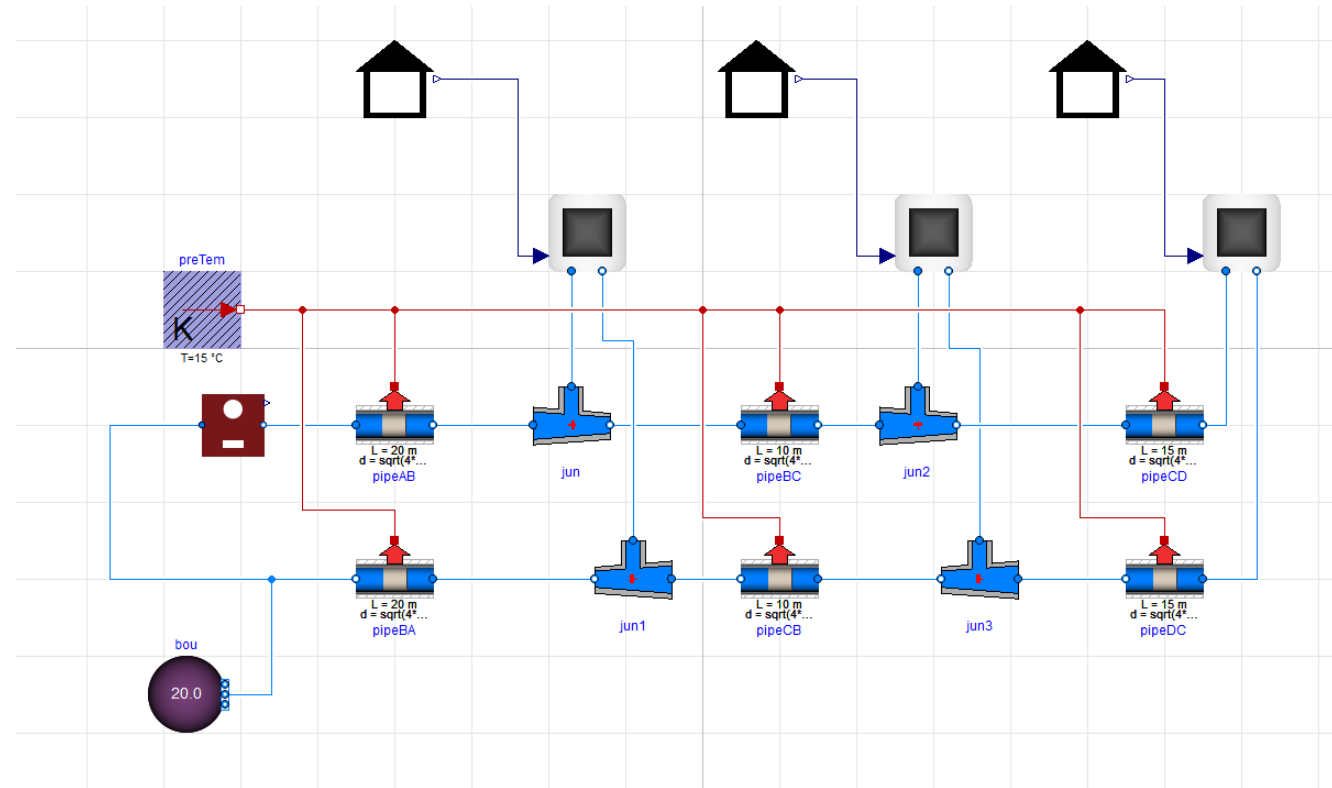 preTem
K
T=15 °C
L = 20 m
d = sqrt(4*...
pipeAB
jun
L = 10 m
d = sqrt(4*...
pipeBC
jun2
L = 15 m
d = sqrt(4*...
pipeCD
L = 20 m
d = sqrt(4*...
pipeBA
jun1
L = 10 m
d = sqrt(4*...
pipeCB
jun3
L = 15 m
d = sqrt(4*...
pipeDC
bou
20.0